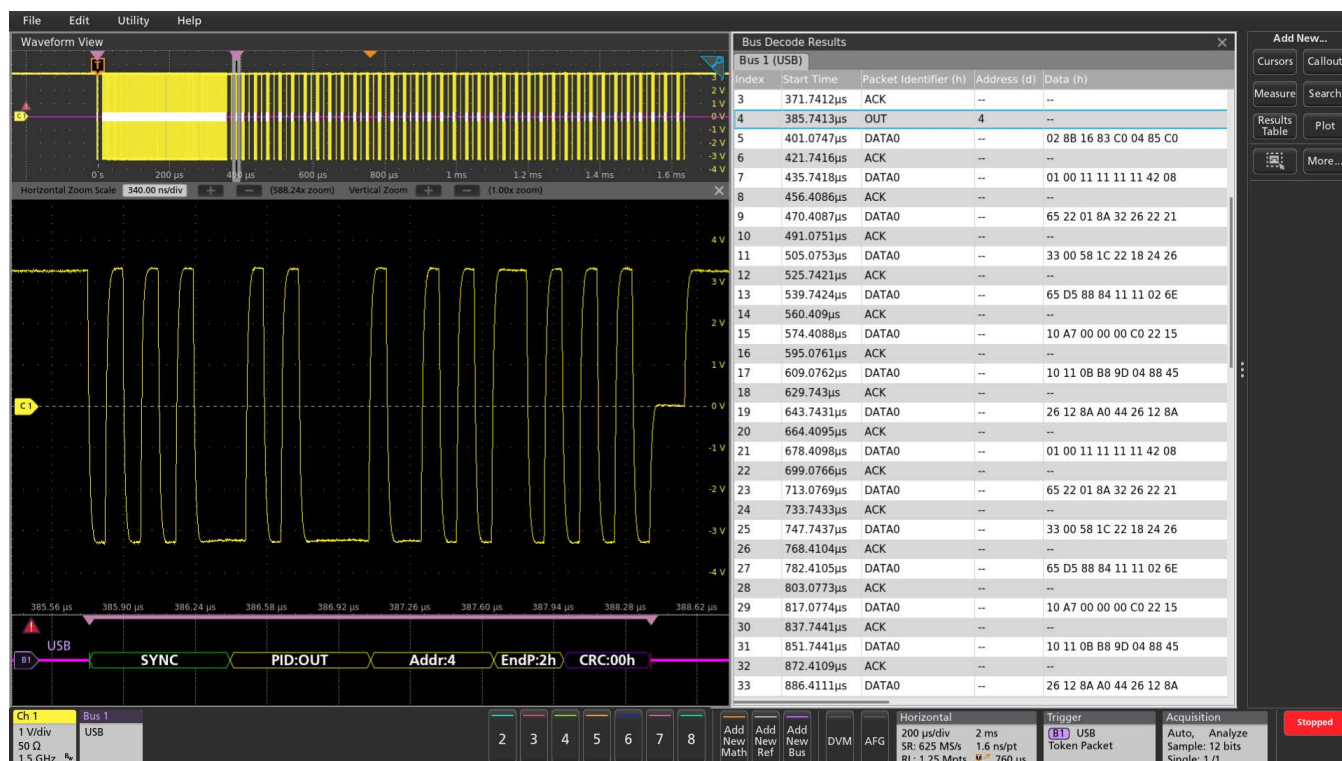 File Edit Utility Help
Waveform View
T
3 V
2 V
1 V
0 V
-1 V
-2 V
-3 V
-4 V
C1
0 s 200 µs 400 µs 600 µs 800 µs 1 ms 1.2 ms 1.4 ms 1.6 ms
Horizontal Zoom Scale 340.00 ns/div + — (588.24x zoom) Vertical Zoom + — (1.00x zoom)
4 V
3 V
2 V
1 V
C1 0 V
-1 V
-2 V
-3 V
-4 V
385.56 µs 385.90 µs 386.24 µs 386.58 µs 386.92 µs 387.26 µs 387.60 µs 387.94 µs 388.28 µs 388.62 µs
USB
B1 SYNC PID:OUT Addr:4 EndP:2h CRC:00h
Bus Decode Results
Bus 1 (USB)
Index Start Time Packet Identifier (h) Address (d) Data (h)
3 371.7412µs ACK -- --
4 385.7413µs OUT 4 --
5 401.0747µs DATA0 -- 02 8B 16 83 C0 04 85 C0
6 421.7416µs ACK -- --
7 435.7418µs DATA0 -- 01 00 11 11 11 11 42 08
8 456.4086µs ACK -- --
9 470.4087µs DATA0 -- 65 22 01 8A 32 26 22 21
10 491.0751µs ACK -- --
11 505.0753µs DATA0 -- 33 00 58 1C 22 18 24 26
12 525.7421µs ACK -- --
13 539.7424µs DATA0 -- 65 D5 88 84 11 11 02 6E
14 560.409µs ACK -- --
15 574.4088µs DATA0 -- 10 A7 00 00 00 C0 22 15
16 595.0761µs ACK -- --
17 609.0762µs DATA0 -- 10 11 0B B8 9D 04 88 45
18 629.743µs ACK -- --
19 643.7431µs DATA0 -- 26 12 8A A0 44 26 12 8A
20 664.4095µs ACK -- --
21 678.4098µs DATA0 -- 01 00 11 11 11 11 42 08
22 699.0766µs ACK -- --
23 713.0769µs DATA0 -- 65 22 01 8A 32 26 22 21
24 733.7433µs ACK -- --
25 747.7437µs DATA0 -- 33 00 58 1C 22 18 24 26
26 768.4104µs ACK -- --
27 782.4105µs DATA0 -- 65 D5 88 84 11 11 02 6E
28 803.0773µs ACK -- --
29 817.0774µs DATA0 -- 10 A7 00 00 00 C0 22 15
30 837.7441µs ACK -- --
31 851.7441µs DATA0 -- 10 11 0B B8 9D 04 88 45
32 872.4109µs ACK -- --
33 886.4111µs DATA0 -- 26 12 8A A0 44 26 12 8A
Add New...
Cursors Callout
Measure Search
Results Table Plot
More...
Ch 1
1 V/div
50 Ω
1.5 GHz
Bus 1
USB
2 3 4 5 6 7 8
Add New Math
Add New Ref
Add New Bus
DVM
AFG
Horizontal
200 µs/div 2 ms
SR: 625 MS/s 1.6 ns/pt
RL: 1.25 Mpts 760 µs
Trigger
B1 USB
Token Packet
Acquisition
Auto, Analyze
Sample: 12 bits
Single: 1/1
Stopped